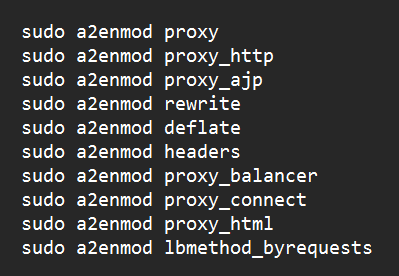 sudo a2enmod proxy
sudo a2enmod proxy_http
sudo a2enmod proxy_ajp
sudo a2enmod rewrite
sudo a2enmod deflate
sudo a2enmod headers
sudo a2enmod proxy_balancer
sudo a2enmod proxy_connect
sudo a2enmod proxy_html
sudo a2enmod lbmethod_byrequests